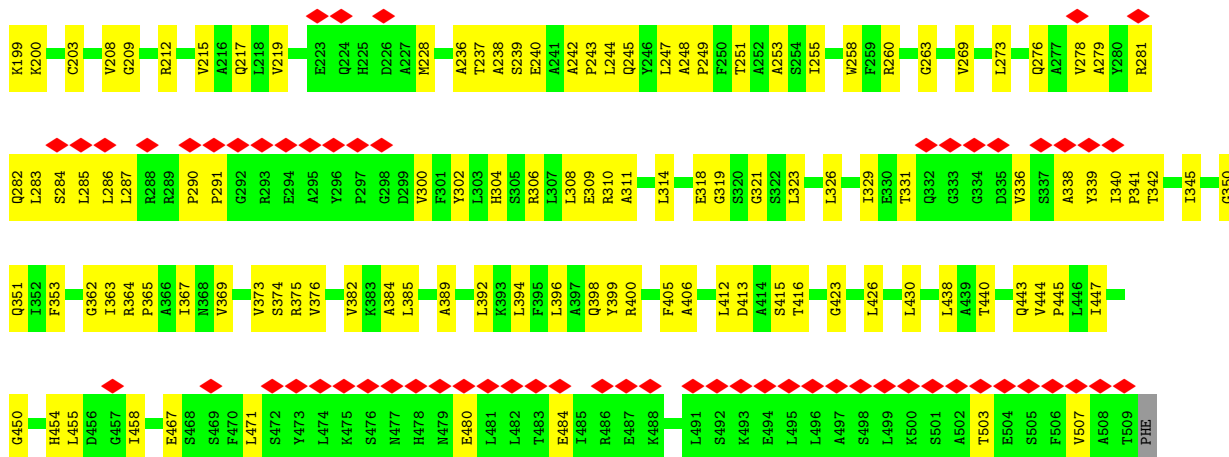 K199 K200 C203 V208 G209 R212 V215 A216 Q217 L218 V219 E223 Q224 H225 D226 A227 M228 A236 T237 A238 S239 E240 A241 A242 P243 L244 Q245 Y246 L247 A248 P249 F250 T251 A252 A253 S254 I255 W258 F259 R260 G263 V269 L273 Q276 A277 V278 A279 Y280 R281
Q282 L283 S284 L285 L286 L287 R288 R289 P290 P291 G292 R293 E294 A295 Y296 P297 G298 D299 V300 F301 Y302 L303 H304 S305 R306 L307 L308 E309 R310 A311 L314 E318 G319 S320 G321 S322 L323 L326 I329 E330 T331 Q332 G333 G334 D335 V336 S337 A338 Y339 I340 P341 T342 I345 G350
Q351 I352 F353 G362 I363 R364 P365 A366 I367 N368 V369 V373 S374 R375 V376 V382 K383 A384 L385 A389 L392 K393 L394 F395 L396 A397 Q398 Y399 R400 F405 A406 L412 D413 A414 S415 T416 G423 L426 L430 L438 A439 T440 Q443 V444 P445 L446 I447
G450 H454 L455 D456 G457 I458 E467 S468 S469 F470 L471 S472 Y473 L474 K475 S476 N477 H478 N479 E480 L481 L482 T483 E484 I485 R486 E487 K488 L491 S492 K493 E494 L495 L496 A497 S498 L499 K500 S501 A502 T503 E504 S505 F506 V507 A508 T509 PHE